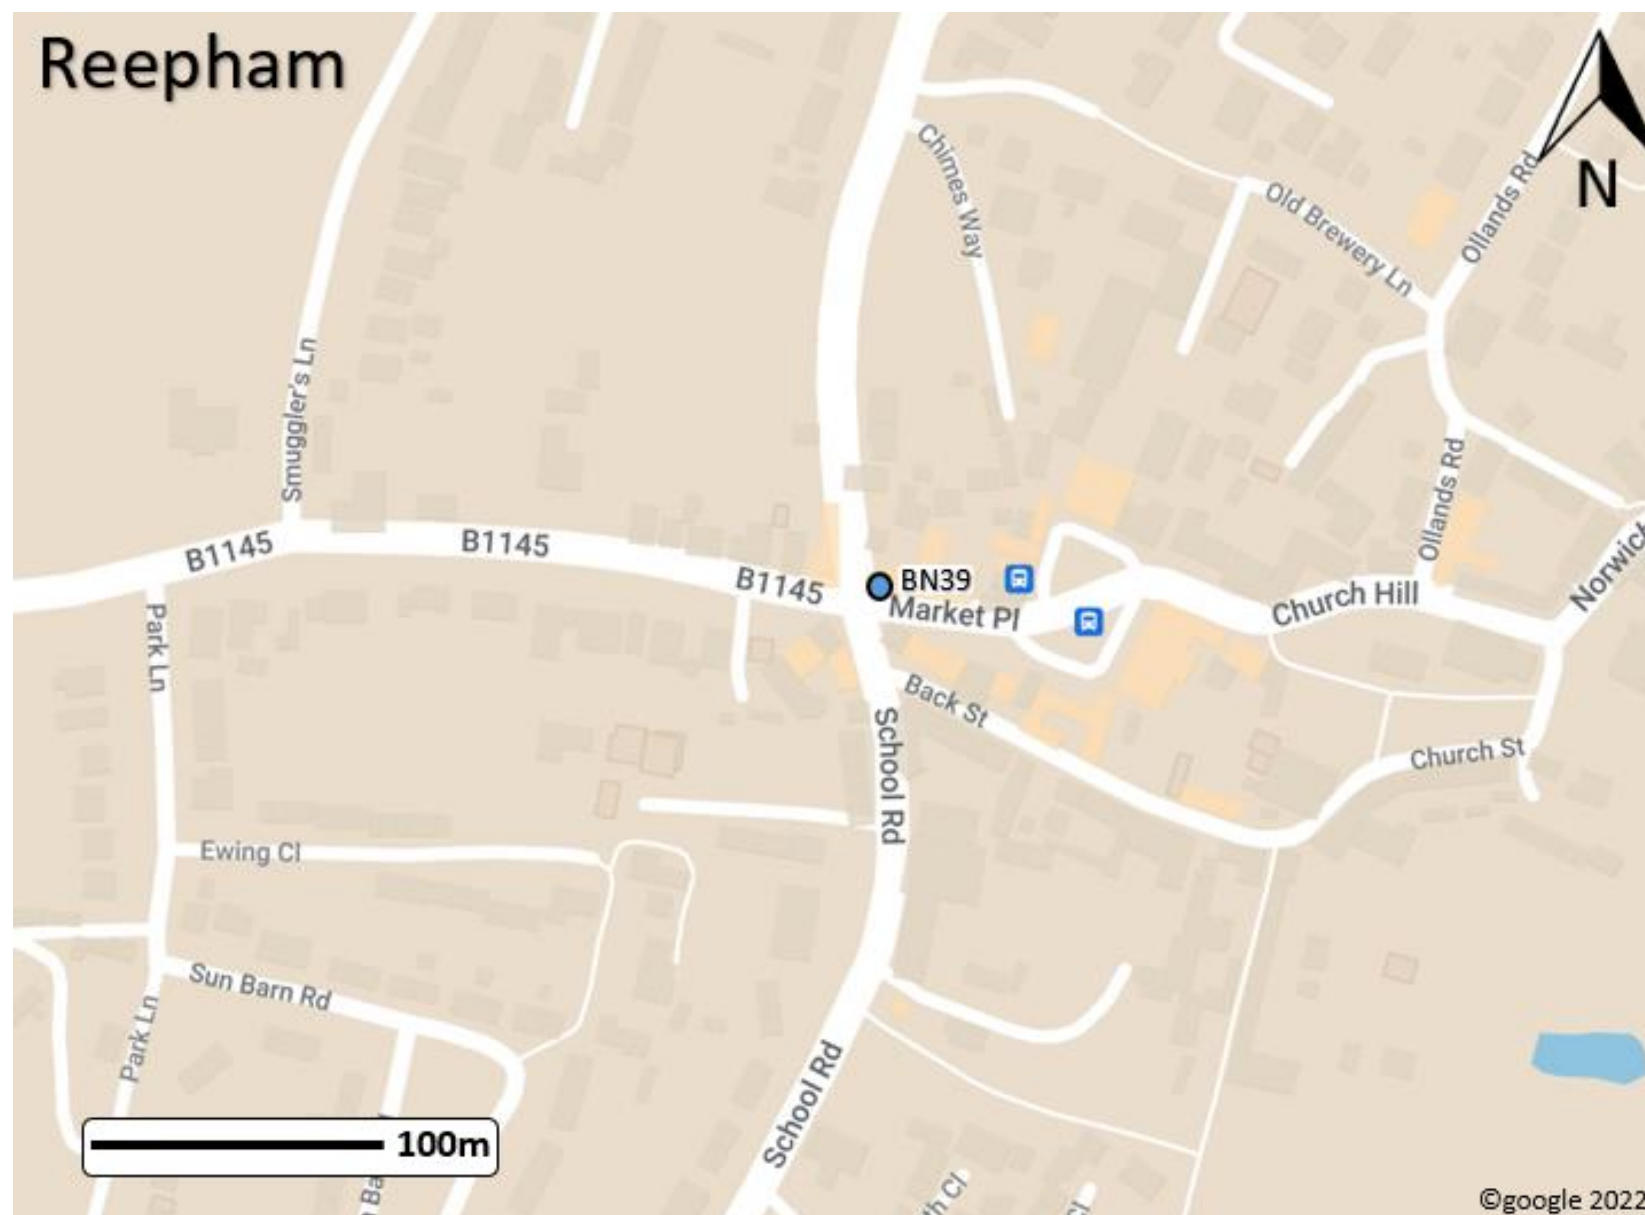 Reepham
N
Chimes Way
Old Brewery Ln
Ollands Rd
Smuggler's Ln
Ollands Rd
B1145
B1145
B1145
BN39
Market Pl
Church Hill
Norwich
Park Ln
Back St
School Rd
Church St
Ewing Cl
Sun Barn Rd
Park Ln
School Rd
100m
©google 2022